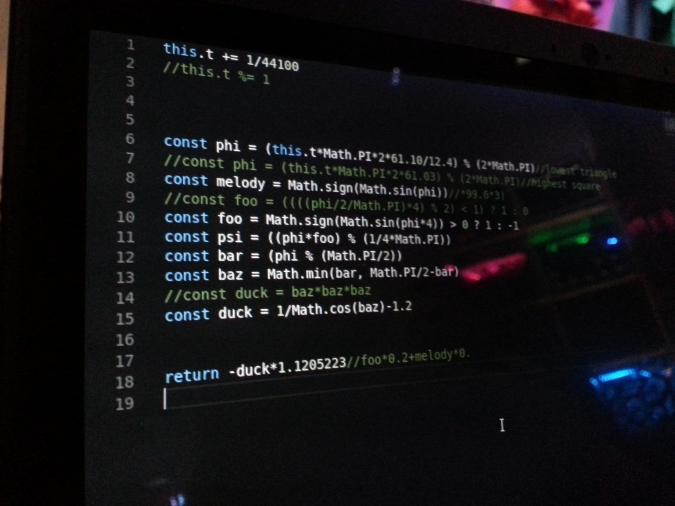 1 this.t += 1/44100
2 //this.t %= 1
3
4
5
6 const phi = (this.t*Math.PI*2*61.10/12.4) % (2*Math.PI)//lowest triangle
7 //const phi = (this.t*Math.PI*2*61.03) % (2*Math.PI)//Highest square
8 const melody = Math.sign(Math.sin(phi))//*99.6*3)
9 //const foo = ((((phi/2/Math.PI)*4) % 2) < 1) ? 1 : 0
10 const foo = Math.sign(Math.sin(phi*4)) > 0 ? 1 : -1
11 const psi = ((phi*foo) % (1/4*Math.PI))
12 const bar = (phi % (Math.PI/2))
13 const baz = Math.min(bar, Math.PI/2-bar)
14 //const duck = baz*baz*baz
15 const duck = 1/Math.cos(baz)-1.2
16
17
18 return -duck*1.1205223//foo*0.2+melody*0.
19